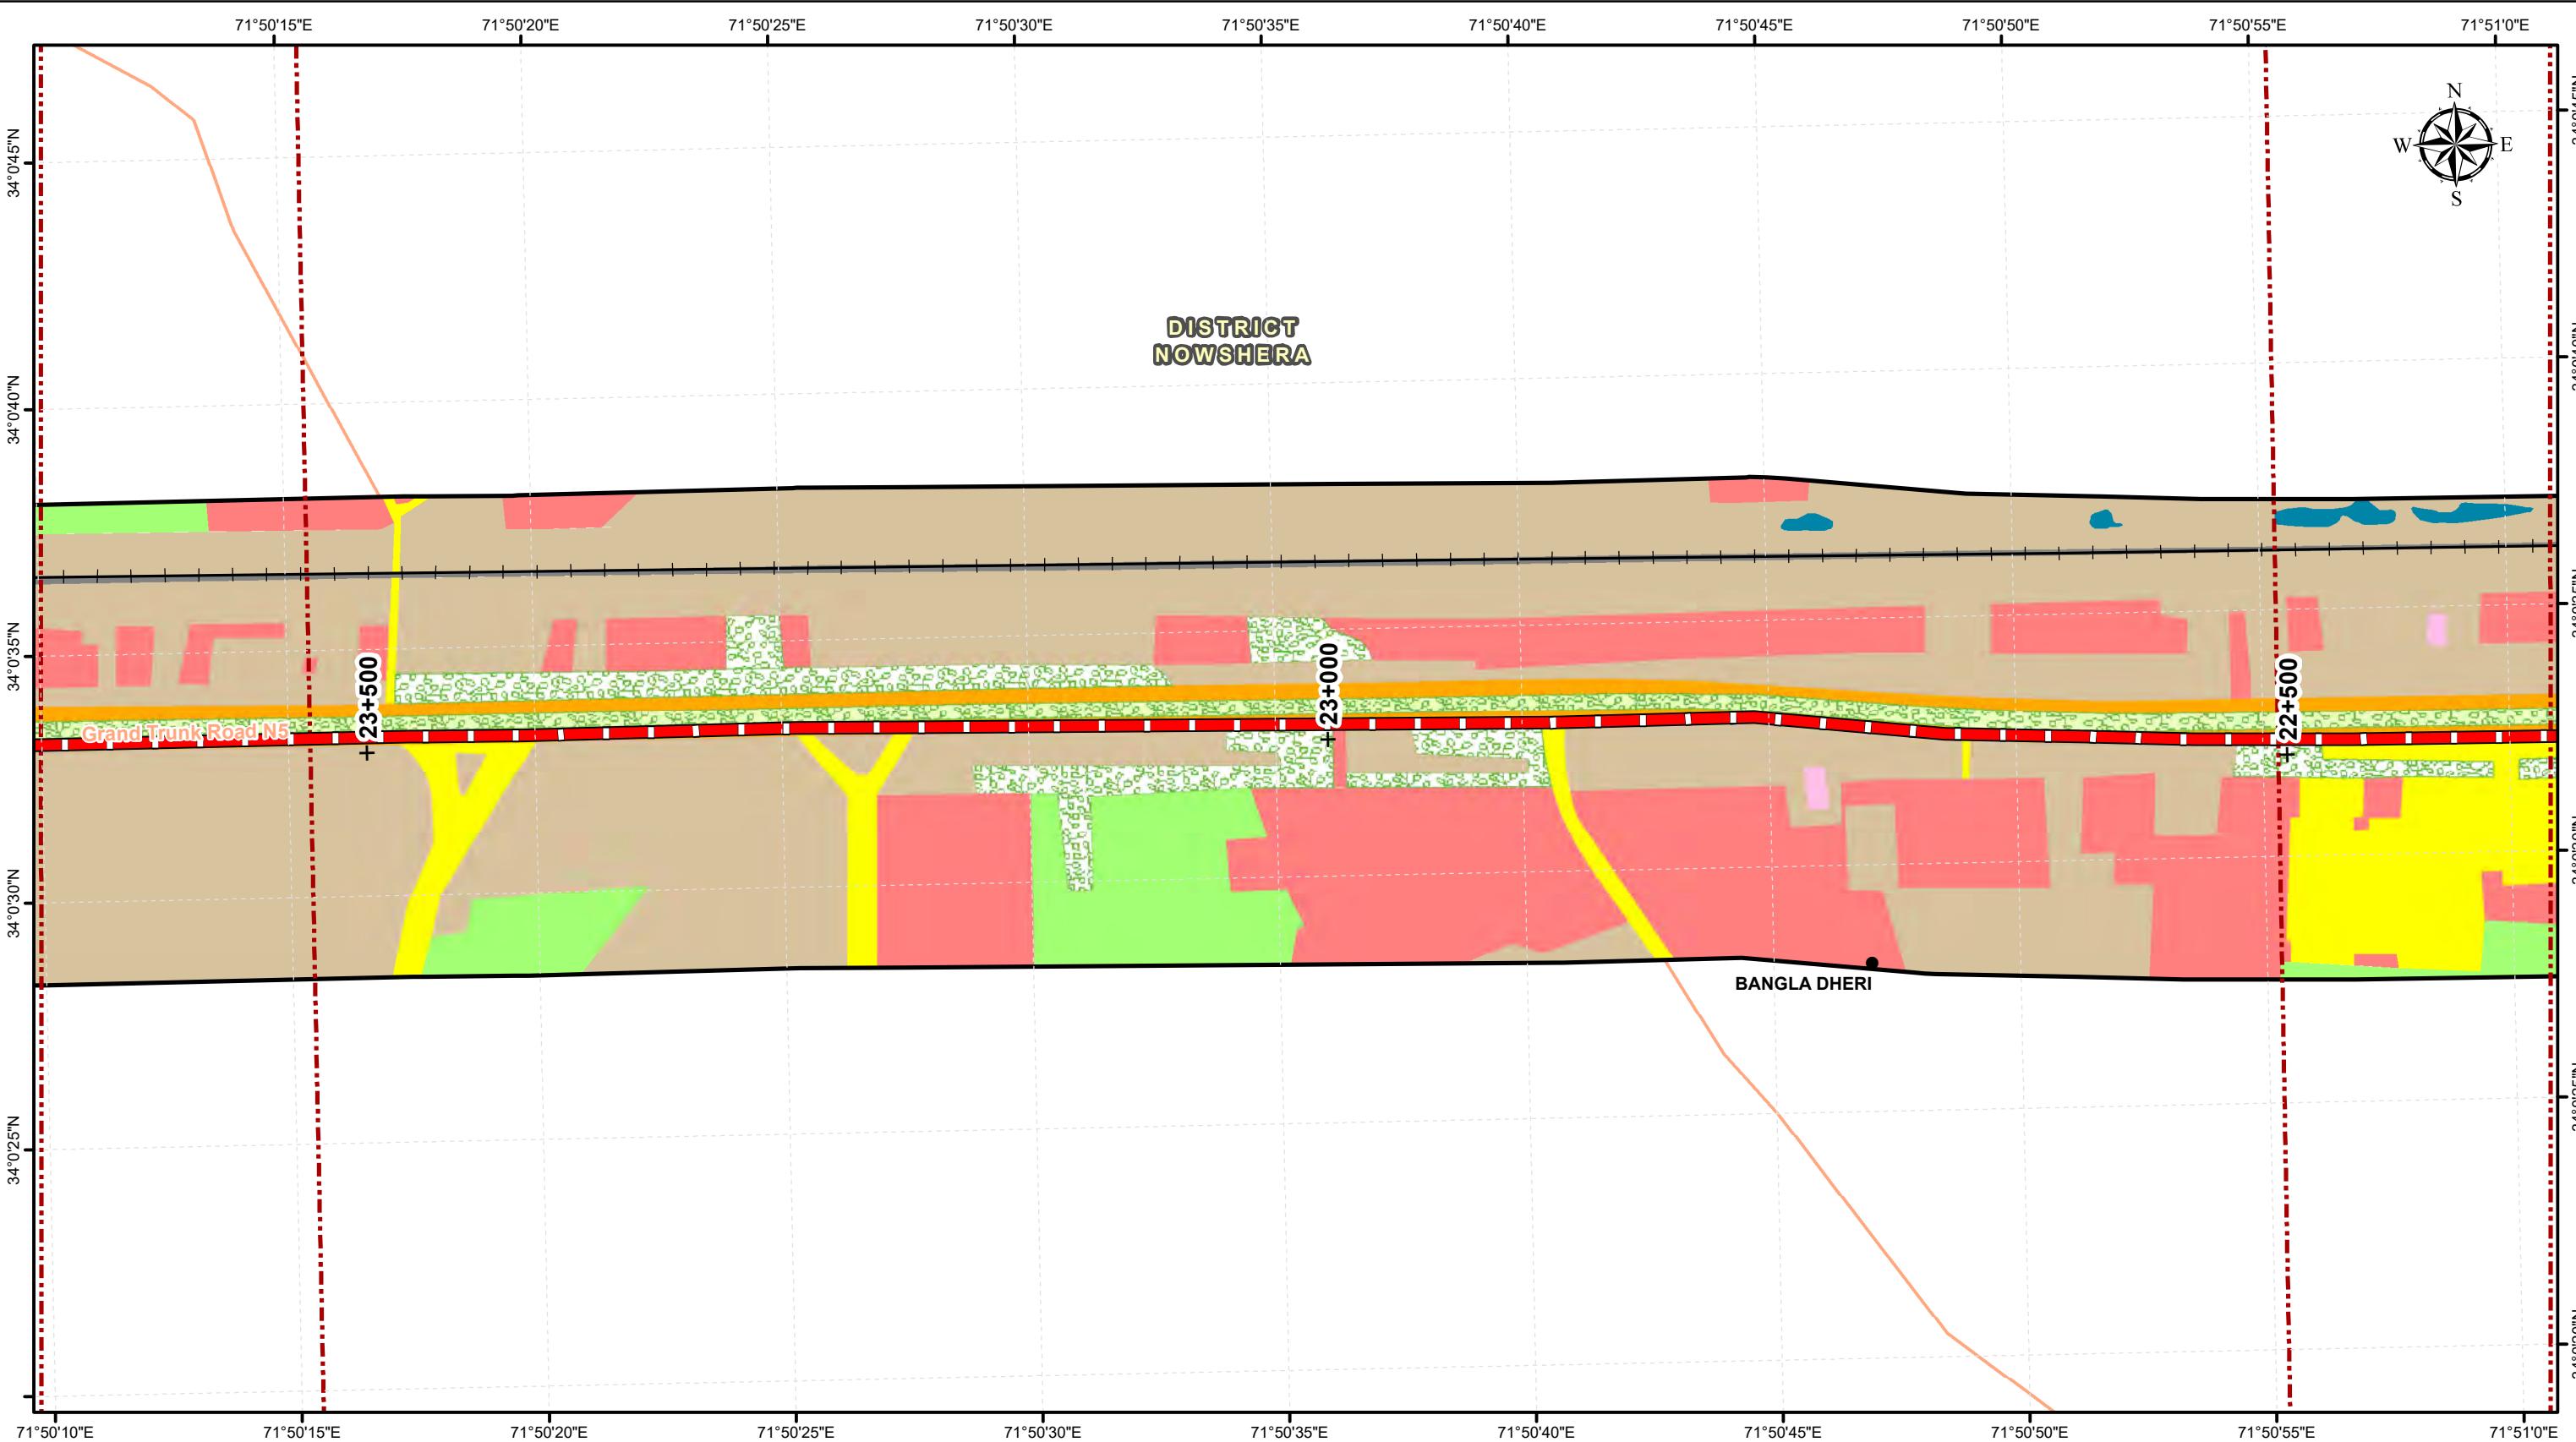 71°50'15"E 71°50'20"E 71°50'25"E 71°50'30"E 71°50'35"E 71°50'40"E 71°50'45"E 71°50'50"E 71°50'55"E 71°51'0"E
N
W E
S
34°0'45"N
DISTRICT
NOWSHERA
34°0'40"N
34°0'35"N
23+500
23+000
22+500
Grand Trunk Road N5
34°0'30"N
BANGLA DHERI
34°0'25"N
71°50'10"E 71°50'15"E 71°50'20"E 71°50'25"E 71°50'30"E 71°50'35"E 71°50'40"E 71°50'45"E 71°50'50"E 71°50'55"E 71°51'0"E